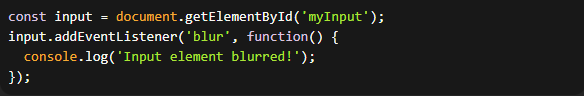 const input = document.getElementById('myInput');
input.addEventListener('blur', function() {
  console.log('Input element blurred!');
});